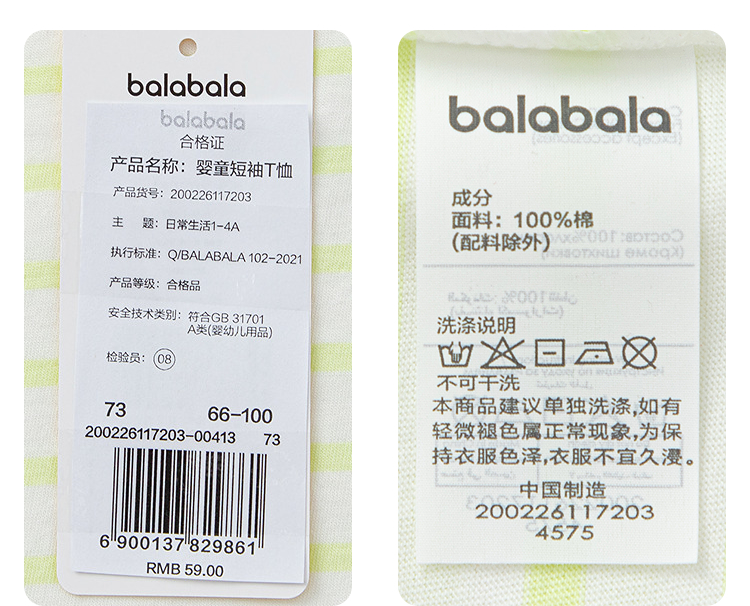 balabala
balabala
合格证
产品名称：婴童短袖T恤
产品货号：200226117203
主 题：日常生活1-4A
执行标准：Q/BALABALA 102-2021
产品等级：合格品
安全技术类别：符合GB 31701
A类(婴幼儿用品)
检验员：08
73 66-100
200226117203-00413 73
6 900137 829861
RMB 59.00
balabala
成分
面料：100%棉
(配料除外)
洗涤说明
不可干洗
本商品建议单独洗涤,如有
轻微褪色属正常现象,为保
持衣服色泽,衣服不宜久浸。
中国制造
200226117203
4575